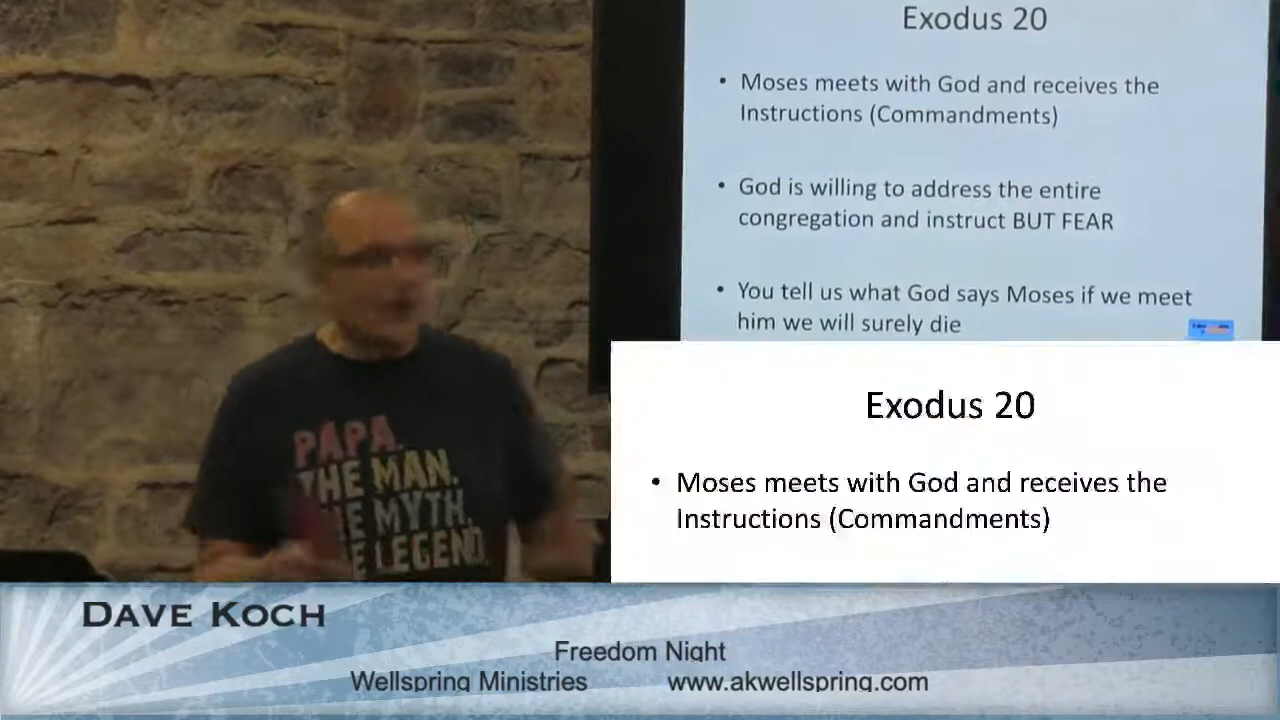 Exodus 20
• Moses meets with God and receives the
Instructions (Commandments)
• God is willing to address the entire
congregation and instruct BUT FEAR
• You tell us what God says Moses if we meet
him we will surely die
PAPA.
THE MAN.
MYTH.
LEGEND.
Exodus 20
• Moses meets with God and receives the
Instructions (Commandments)
DAVE KOCH
Freedom Night
Wellspring Ministries www.akwellspring.com